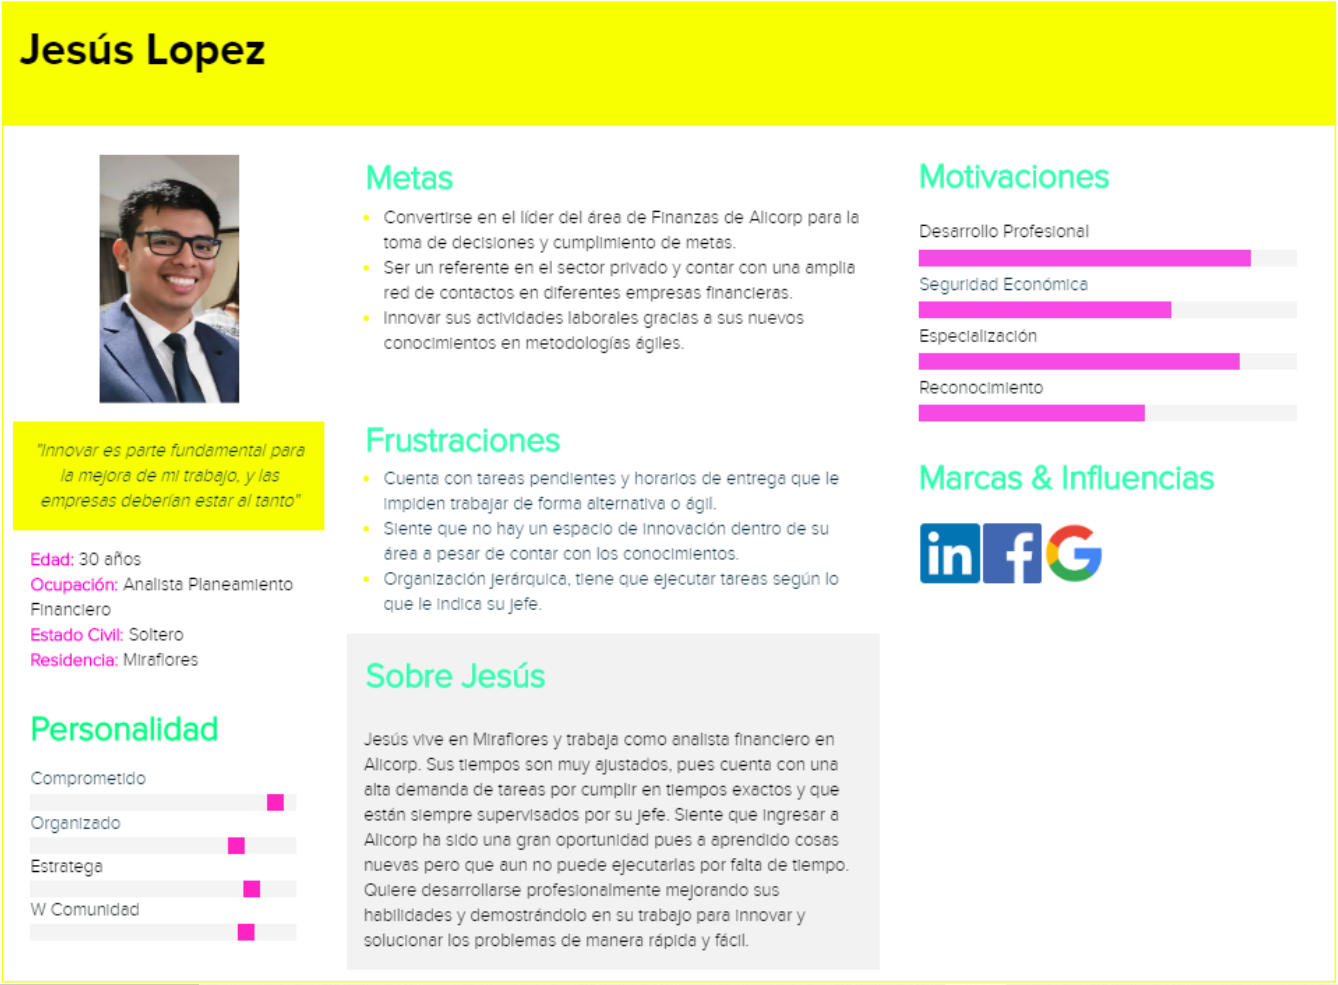 Jesús Lopez
"Innovar es parte fundamental para
la mejora de mi trabajo, y las
empresas deberían estar al tanto"
Edad: 30 años
Ocupación: Analista Planeamiento
Financiero
Estado Civil: Soltero
Residencia: Miraflores
Personalidad
Comprometido
Organizado
Estratega
W Comunidad
Metas
Convertirse en el líder del área de Finanzas de Alicorp para la
toma de decisiones y cumplimiento de metas.
Ser un referente en el sector privado y contar con una amplia
red de contactos en diferentes empresas financieras.
Innovar sus actividades laborales gracias a sus nuevos
conocimientos en metodologías ágiles.
Frustraciones
Cuenta con tareas pendientes y horarios de entrega que le
impiden trabajar de forma alternativa o ágil.
Siente que no hay un espacio de innovación dentro de su
área a pesar de contar con los conocimientos.
Organización jerárquica, tiene que ejecutar tareas según lo
que le indica su jefe.
Sobre Jesús
Jesús vive en Miraflores y trabaja como analista financiero en
Alicorp. Sus tiempos son muy ajustados, pues cuenta con una
alta demanda de tareas por cumplir en tiempos exactos y que
están siempre supervisados por su jefe. Siente que ingresar a
Alicorp ha sido una gran oportunidad pues a aprendido cosas
nuevas pero que aun no puede ejecutarlas por falta de tiempo.
Quiere desarrollarse profesionalmente mejorando sus
habilidades y demostrándolo en su trabajo para innovar y
solucionar los problemas de manera rápida y fácil.
Motivaciones
Desarrollo Profesional
Seguridad Económica
Especialización
Reconocimiento
Marcas & Influencias
in f G